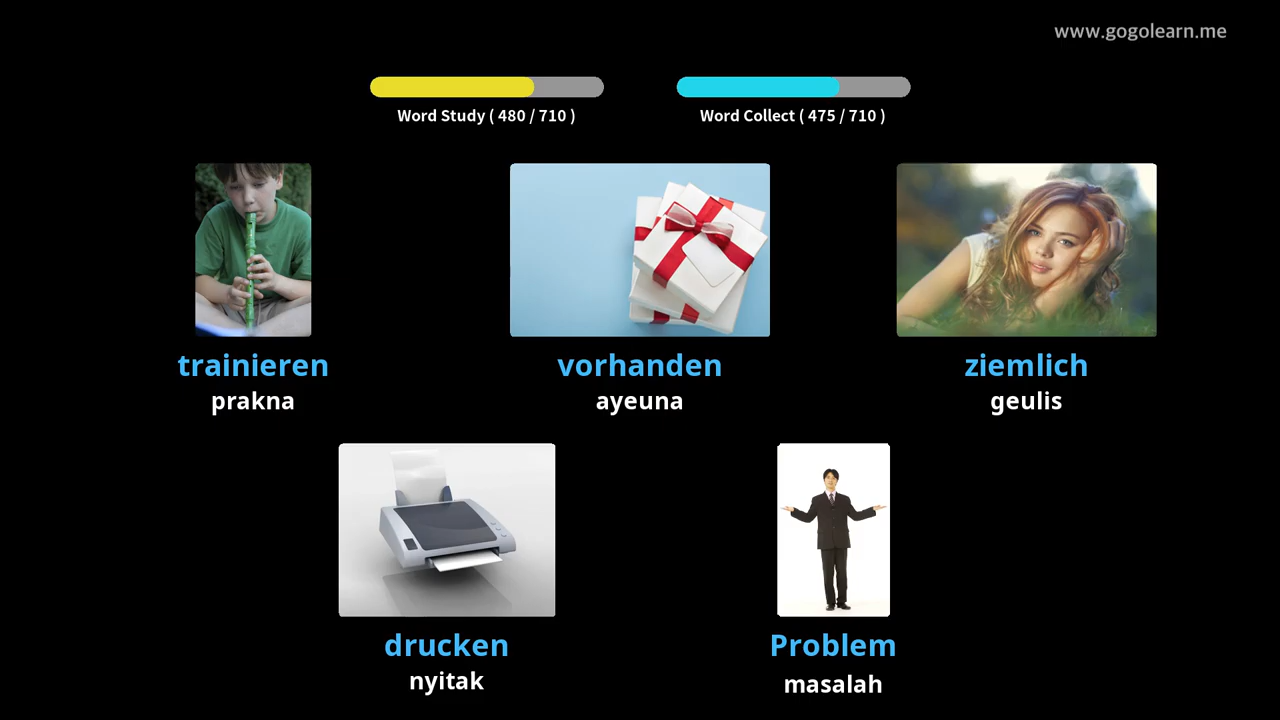 www.gogolearn.me
Word Study ( 480 / 710 )
Word Collect ( 475 / 710 )
trainieren
prakna
vorhanden
ayeuna
ziemlich
geulis
drucken
nyitak
Problem
masalah